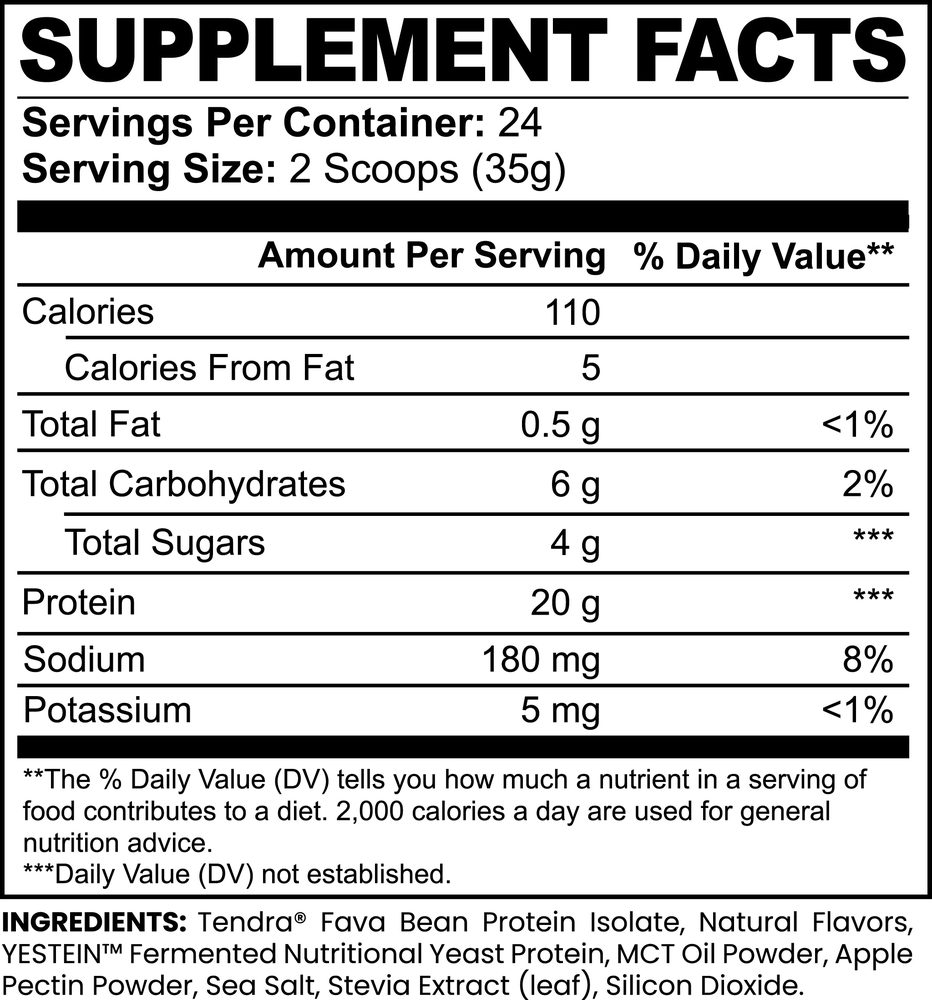 SUPPLEMENT FACTS
Servings Per Container: 24
Serving Size: 2 Scoops (35g)
Amount Per Serving % Daily Value**
Calories 110
Calories From Fat 5
Total Fat 0.5 g <1%
Total Carbohydrates 6 g 2%
Total Sugars 4 g ***
Protein 20 g ***
Sodium 180 mg 8%
Potassium 5 mg <1%
**The % Daily Value (DV) tells you how much a nutrient in a serving of
food contributes to a diet. 2,000 calories a day are used for general
nutrition advice.
***Daily Value (DV) not established.
INGREDIENTS: Tendra® Fava Bean Protein Isolate, Natural Flavors,
YESTEIN™ Fermented Nutritional Yeast Protein, MCT Oil Powder, Apple
Pectin Powder, Sea Salt, Stevia Extract (leaf), Silicon Dioxide.